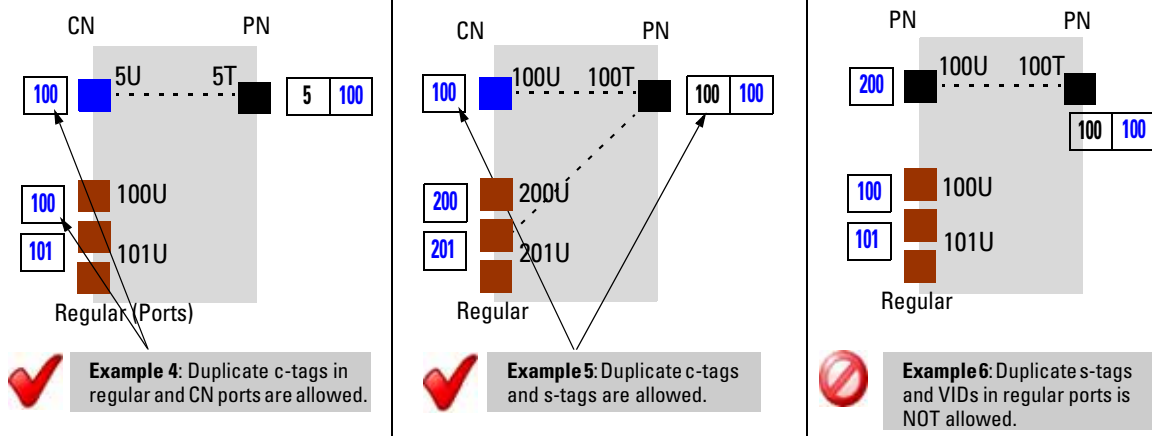 CN PN
100 5U 5T 5 100
100 100U
101 101U
Regular (Ports)
Example 4: Duplicate c-tags in
regular and CN ports are allowed.
CN PN
100 100U 100T 100 100
200 200U
201 201U
Regular
Example 5: Duplicate c-tags
and s-tags are allowed.
PN PN
200 100U 100T
100 100
100 100U
101 101U
Regular
Example 6: Duplicate s-tags
and VIDs in regular ports is
NOT allowed.